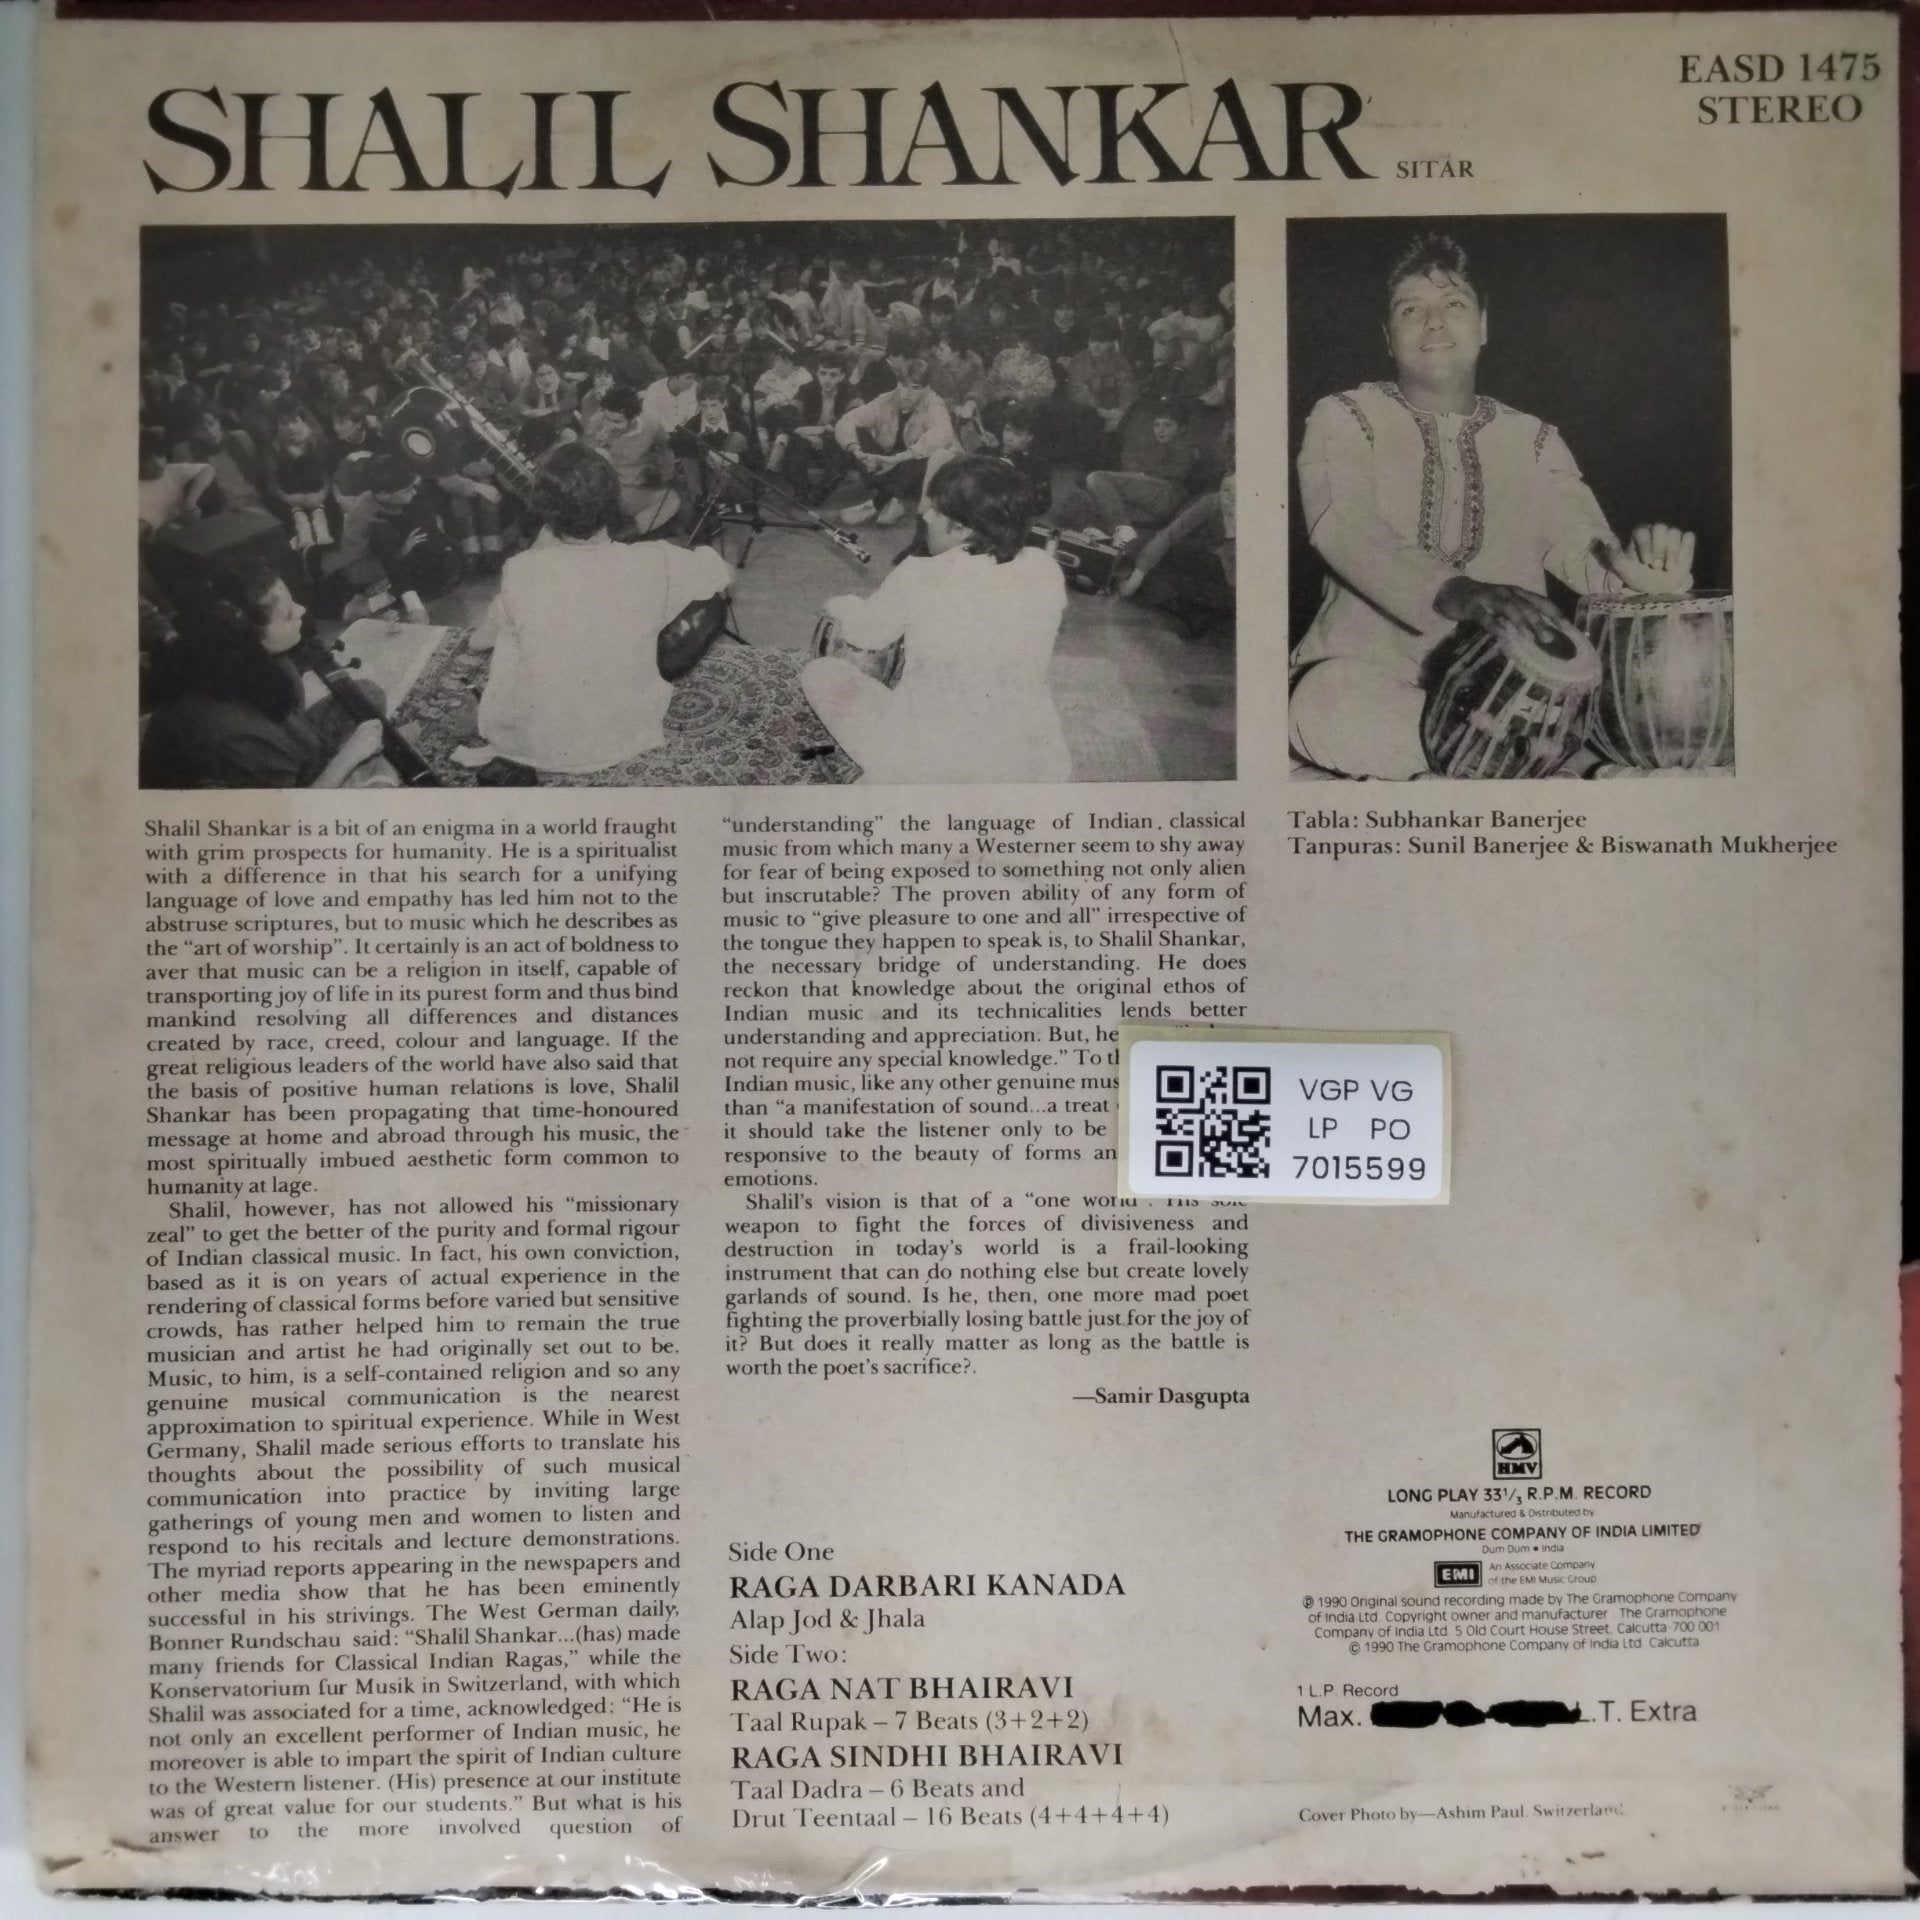 EASD 1475
STEREO
SHALIL SHANKAR SITAR
Shalil Shankar is a bit of an enigma in a world fraught
with grim prospects for humanity. He is a spiritualist
with a difference in that his search for a unifying
language of love and empathy has led him not to the
abstruse scriptures, but to music which he describes as
the “art of worship”. It certainly is an act of boldness to
aver that music can be a religion in itself, capable of
transporting joy of life in its purest form and thus bind
mankind resolving all differences and distances
created by race, creed, colour and language. If the
great religious leaders of the world have also said that
the basis of positive human relations is love, Shalil
Shankar has been propagating that time-honoured
message at home and abroad through his music, the
most spiritually imbued aesthetic form common to
humanity at lage.
Shalil, however, has not allowed his “missionary
zeal” to get the better of the purity and formal rigour
of Indian classical music. In fact, his own conviction,
based as it is on years of actual experience in the
rendering of classical forms before varied but sensitive
crowds, has rather helped him to remain the true
musician and artist he had originally set out to be.
Music, to him, is a self-contained religion and so any
genuine musical communication is the nearest
approximation to spiritual experience. While in West
Germany, Shalil made serious efforts to translate his
thoughts about the possibility of such musical
communication into practice by inviting large
gatherings of young men and women to listen and
respond to his recitals and lecture demonstrations.
The myriad reports appearing in the newspapers and
other media show that he has been eminently
successful in his strivings. The West German daily,
Bonner Rundschau said: “Shalil Shankar...(has) made
many friends for Classical Indian Ragas,” while the
Konservatorium fur Musik in Switzerland, with which
Shalil was associated for a time, acknowledged: “He is
not only an excellent performer of Indian music, he
moreover is able to impart the spirit of Indian culture
to the Western listener. (His) presence at our institute
was of great value for our students.” But what is his
answer to the more involved question of
“understanding” the language of Indian classical
music from which many a Westerner seem to shy away
for fear of being exposed to something not only alien
but inscrutable? The proven ability of any form of
music to “give pleasure to one and all” irrespective of
the tongue they happen to speak is, to Shalil Shankar,
the necessary bridge of understanding. He does
reckon that knowledge about the original ethos of
Indian music and its technicalities lends better
understanding and appreciation. But, he
not require any special knowledge.” To
Indian music, like any other genuine
than “a manifestation of sound...a treat
it should take the listener only to be
responsive to the beauty of forms
emotions.
Shalil’s vision is that of a “one world”. His sole
weapon to fight the forces of divisiveness and
destruction in today’s world is a frail-looking
instrument that can do nothing else but create lovely
garlands of sound. Is he, then, one more mad poet
fighting the proverbially losing battle just for the joy of
it? But does it really matter as long as the battle is
worth the poet’s sacrifice?.
—Samir Dasgupta
Side One
RAGA DARBARI KANADA
Alap Jod & Jhala
Side Two:
RAGA NAT BHAIRAVI
Taal Rupak – 7 Beats (3+2+2)
RAGA SINDHI BHAIRAVI
Taal Dadra – 6 Beats and
Drut Teentaal – 16 Beats (4+4+4+4)
Tabla: Subhankar Banerjee
Tanpuras: Sunil Banerjee & Biswanath Mukherjee
VGP VG
LP PO
7015599
HMV
LONG PLAY 33⅓ R.P.M. RECORD
Manufactured & Distributed by
THE GRAMOPHONE COMPANY OF INDIA LIMITED
Dum Dum • India
EMI An Associate Company
of the EMI Music Group
℗ 1990 Original sound recording made by The Gramophone Company
of India Ltd. Copyright owner and manufacturer The Gramophone
Company of India Ltd. 5 Old Court House Street, Calcutta-700 001
© 1990 The Gramophone Company of India Ltd. Calcutta
1 L.P. Record
Max. L.T. Extra
Cover Photo by—Ashim Paul. Switzerland